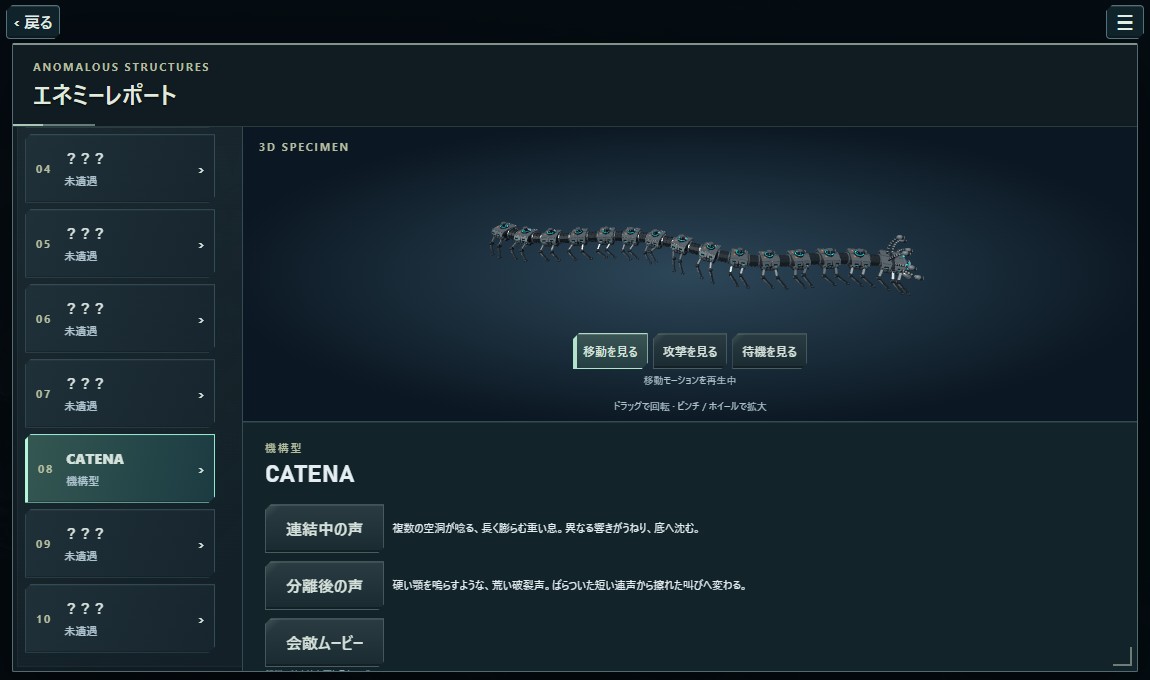 ‹ 戻る
☰
ANOMALOUS STRUCTURES
エネミーレポート
04
？？？
未遭遇
›
05
？？？
未遭遇
›
06
？？？
未遭遇
›
07
？？？
未遭遇
›
08
CATENA
機構型
›
09
？？？
未遭遇
›
10
？？？
未遭遇
›
3D SPECIMEN
移動を見る 攻撃を見る 待機を見る
移動モーションを再生中
ドラッグで回転 · ピンチ / ホイールで拡大
機構型
CATENA
連結中の声
複数の空洞が唸る、長く膨らむ重い息。異なる響きがうねり、底へ沈む。
分離後の声
硬い顎を鳴らすような、荒い破裂声。ばらついた短い連声から擦れた叫びへ変わる。
会敵ムービー